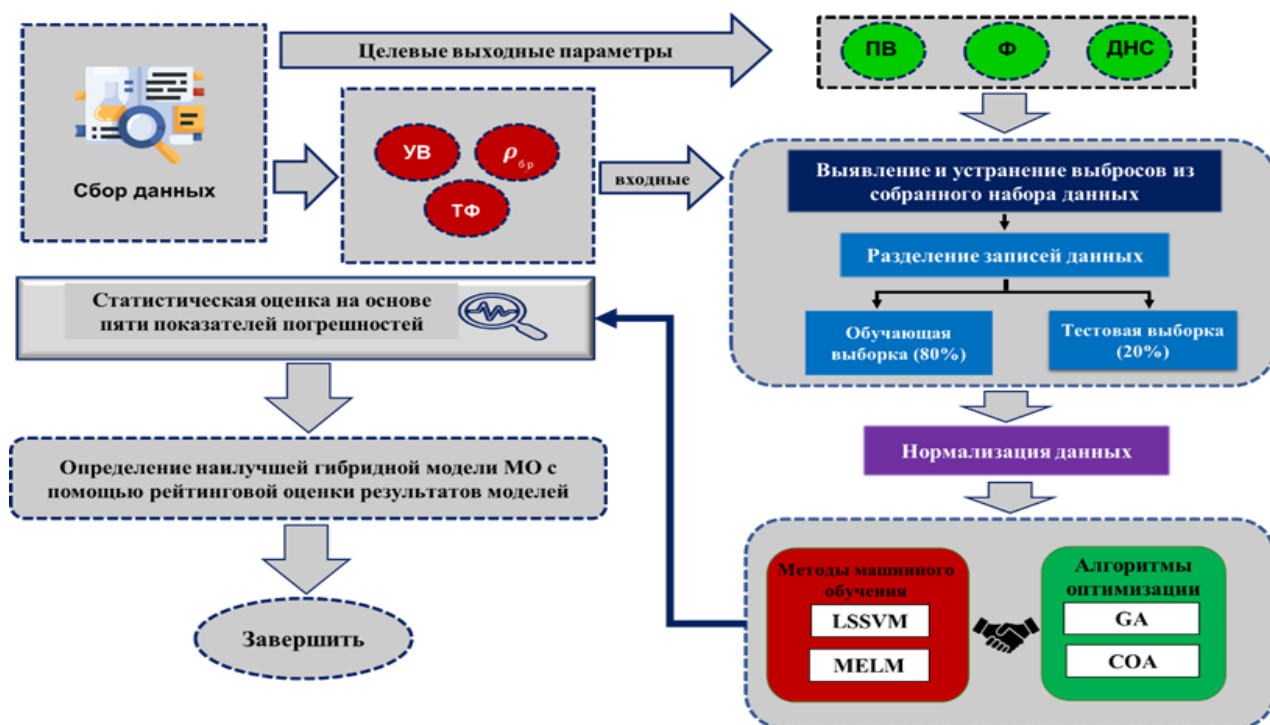 Сбор данных
Целевые выходные параметры
ПВ
Ф
ДНС
УВ
ρбр
ТФ
входные
Выявление и устранение выбросов из
собранного набора данных
Разделение записей данных
Обучающая
выборка (80%)
Тестовая выборка
(20%)
Нормализация данных
Методы машинного
обучения
LSSVM
MELM
Алгоритмы
оптимизации
GA
COA
Статистическая оценка на основе
пяти показателей погрешностей
Определение наилучшей гибридной модели МО с
помощью рейтинговой оценки результатов моделей
Завершить